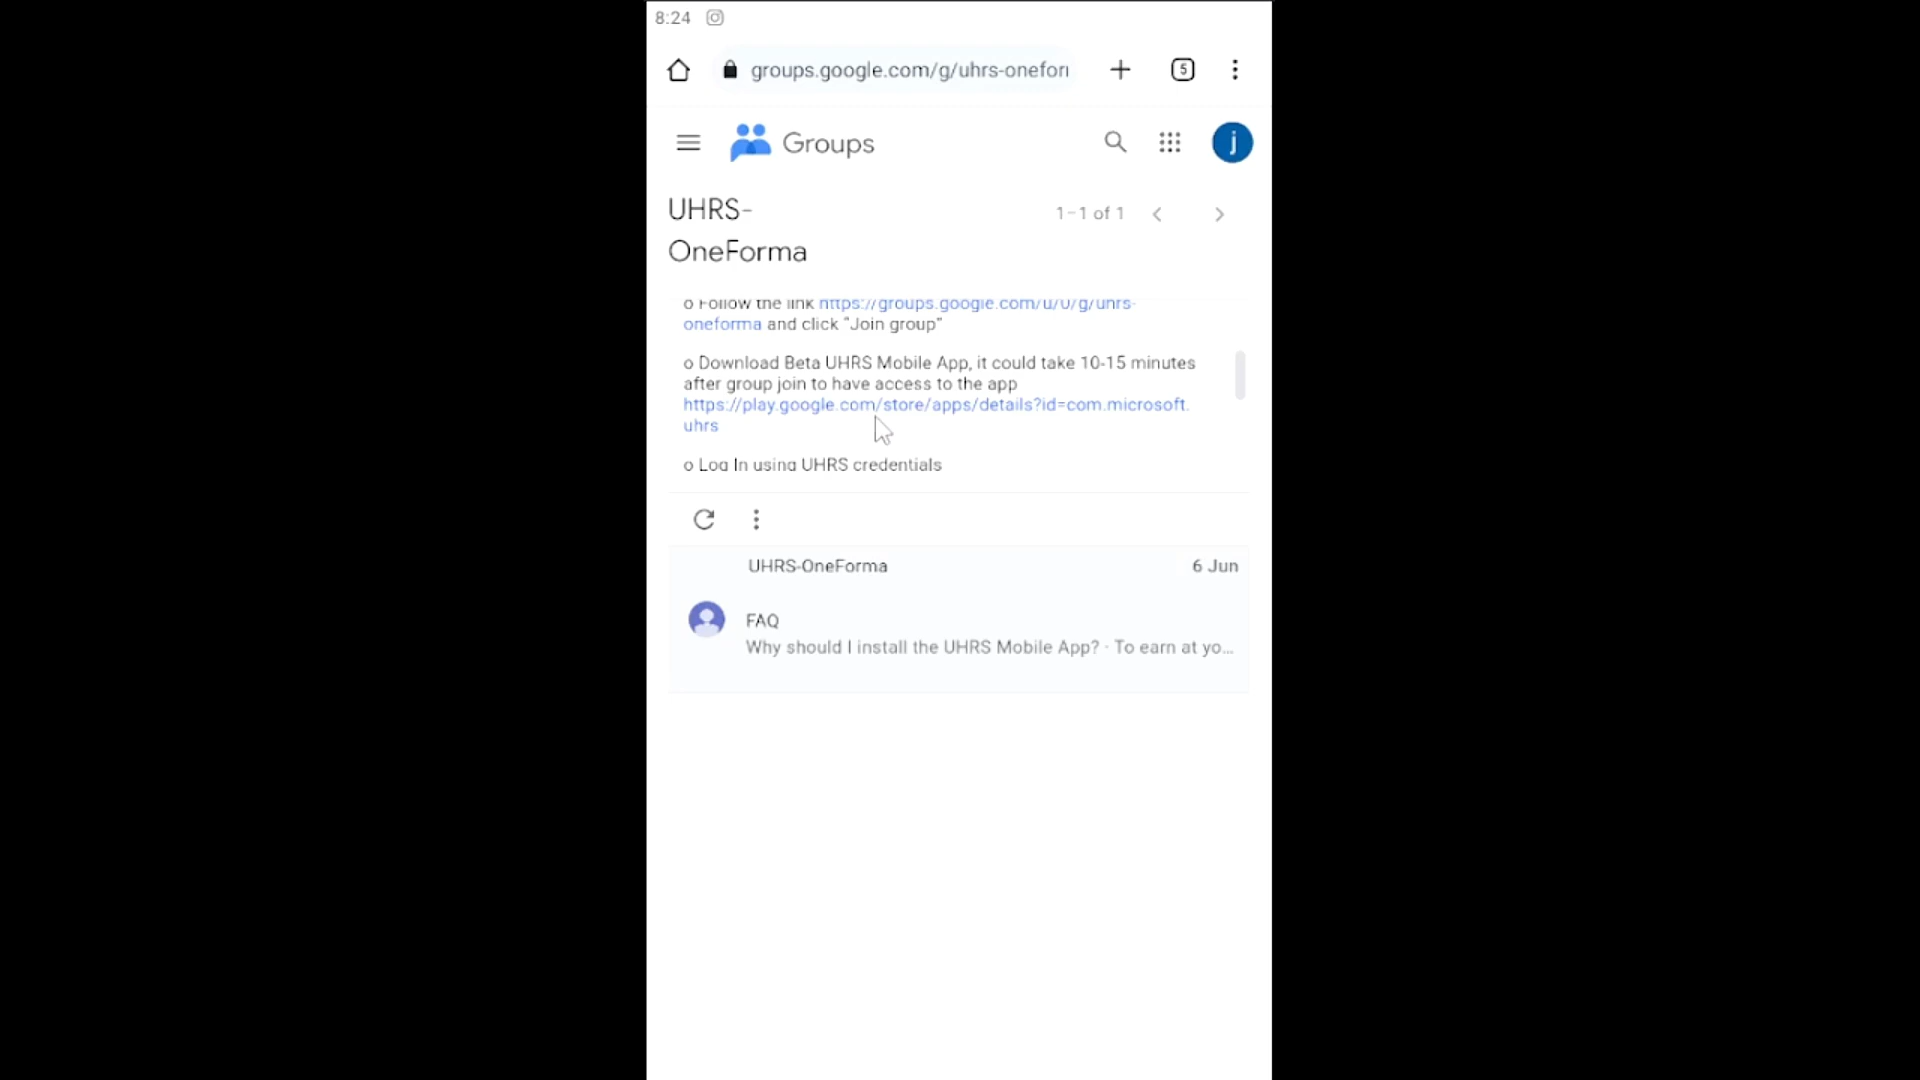 8:24
groups.google.com/g/uhrs-onefor
5
Groups
j
UHRS-
OneForma
1–1 of 1
o Follow the link https://groups.google.com/u/0/g/uhrs-
oneforma and click "Join group"
o Download Beta UHRS Mobile App, it could take 10-15 minutes
after group join to have access to the app
https://play.google.com/store/apps/details?id=com.microsoft.
uhrs
o Log In using UHRS credentials
UHRS-OneForma
6 Jun
FAQ
Why should I install the UHRS Mobile App? · To earn at yo…